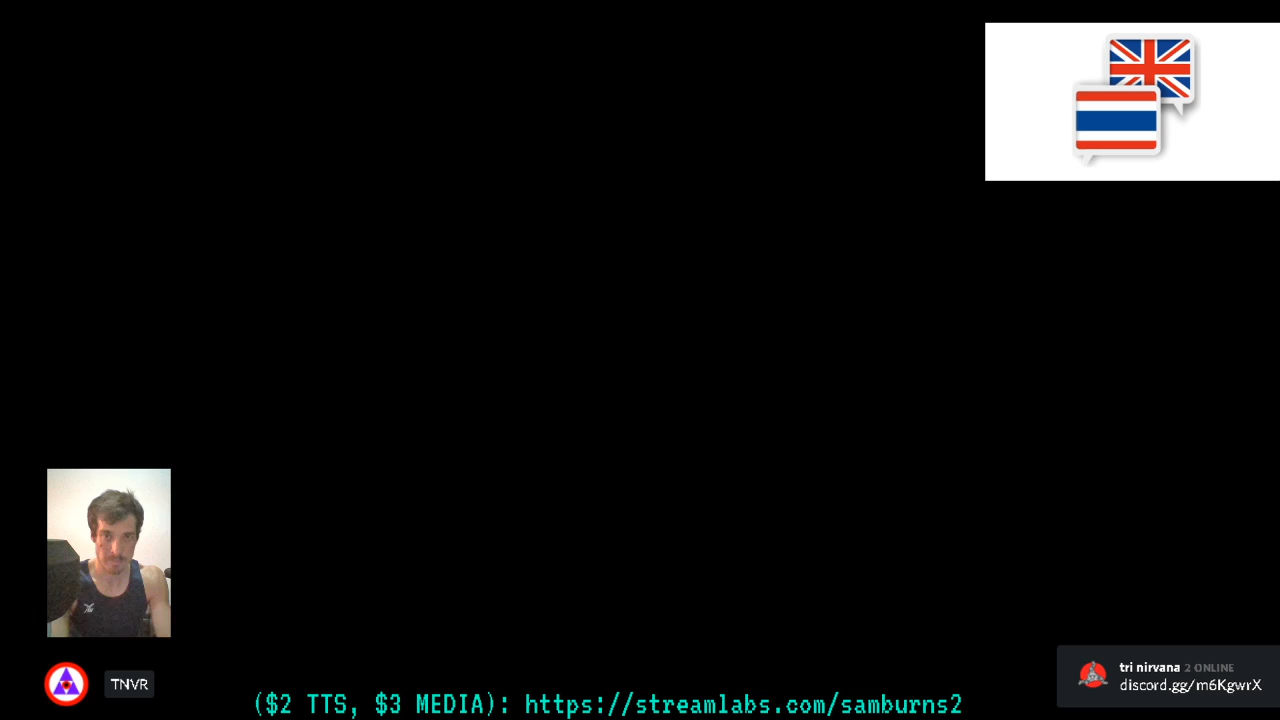 TNVR
($2 TTS, $3 MEDIA): https://streamlabs.com/samburns2
tri nirvana 2 ONLINE
discord.gg/m6KgwrX